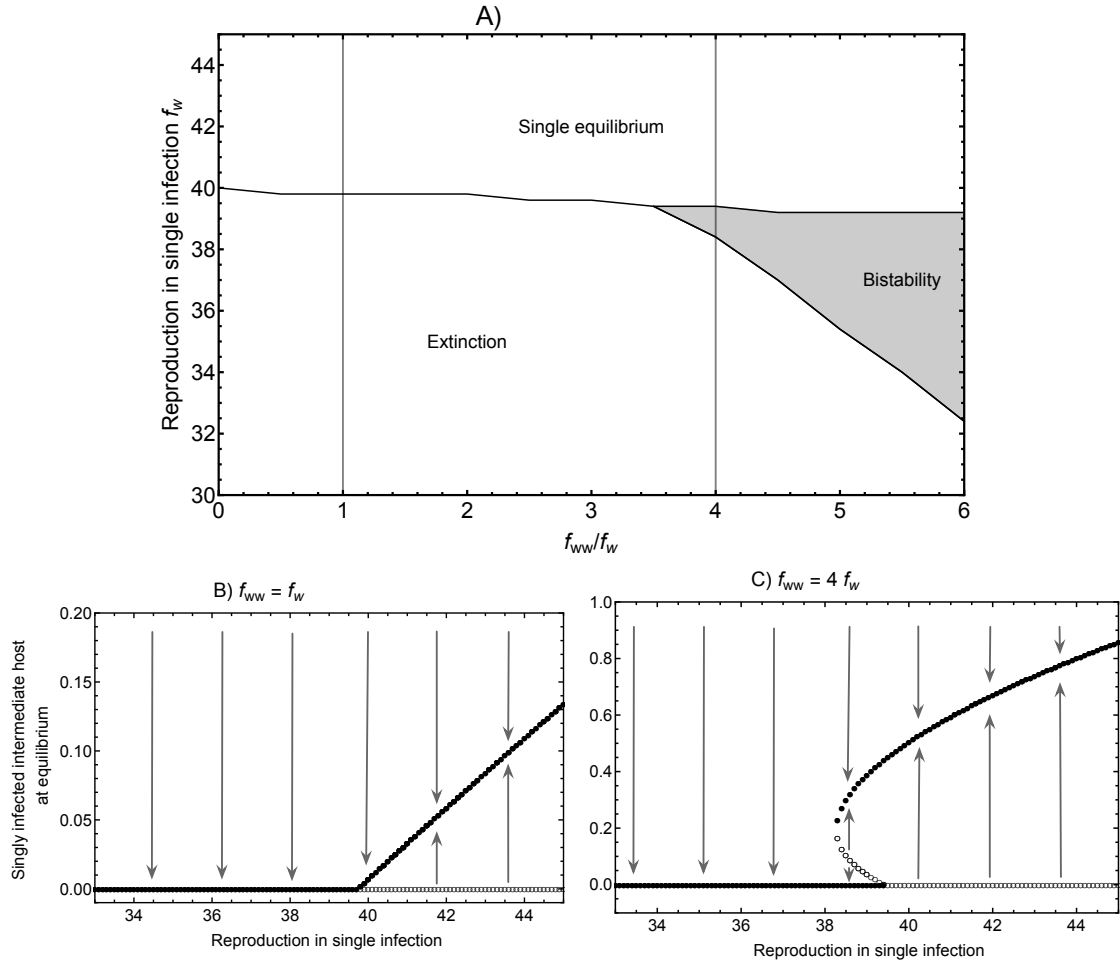 A)
Reproduction in single infection f_w
44
42
40
38
36
34
32
30
Single equilibrium
Bistability
Extinction
0 1 2 3 4 5 6
f_ww/f_w
B) f_ww = f_w
Singly infected intermediate host
at equilibrium
0.20
0.15
0.10
0.05
0.00
34 36 38 40 42 44
Reproduction in single infection
C) f_ww = 4 f_w
1.0
0.8
0.6
0.4
0.2
0.0
34 36 38 40 42 44
33
Reproduction in single infection